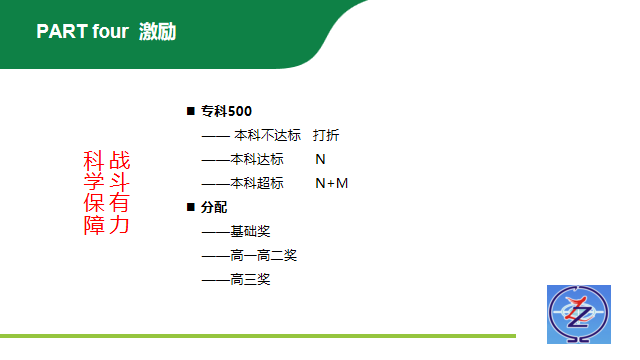 PART four 激励
■ 专科500
—— 本科不达标 打折
——本科达标 N
——本科超标 N+M
■ 分配
——基础奖
——高一高二奖
——高三奖
战斗有力
科学保障